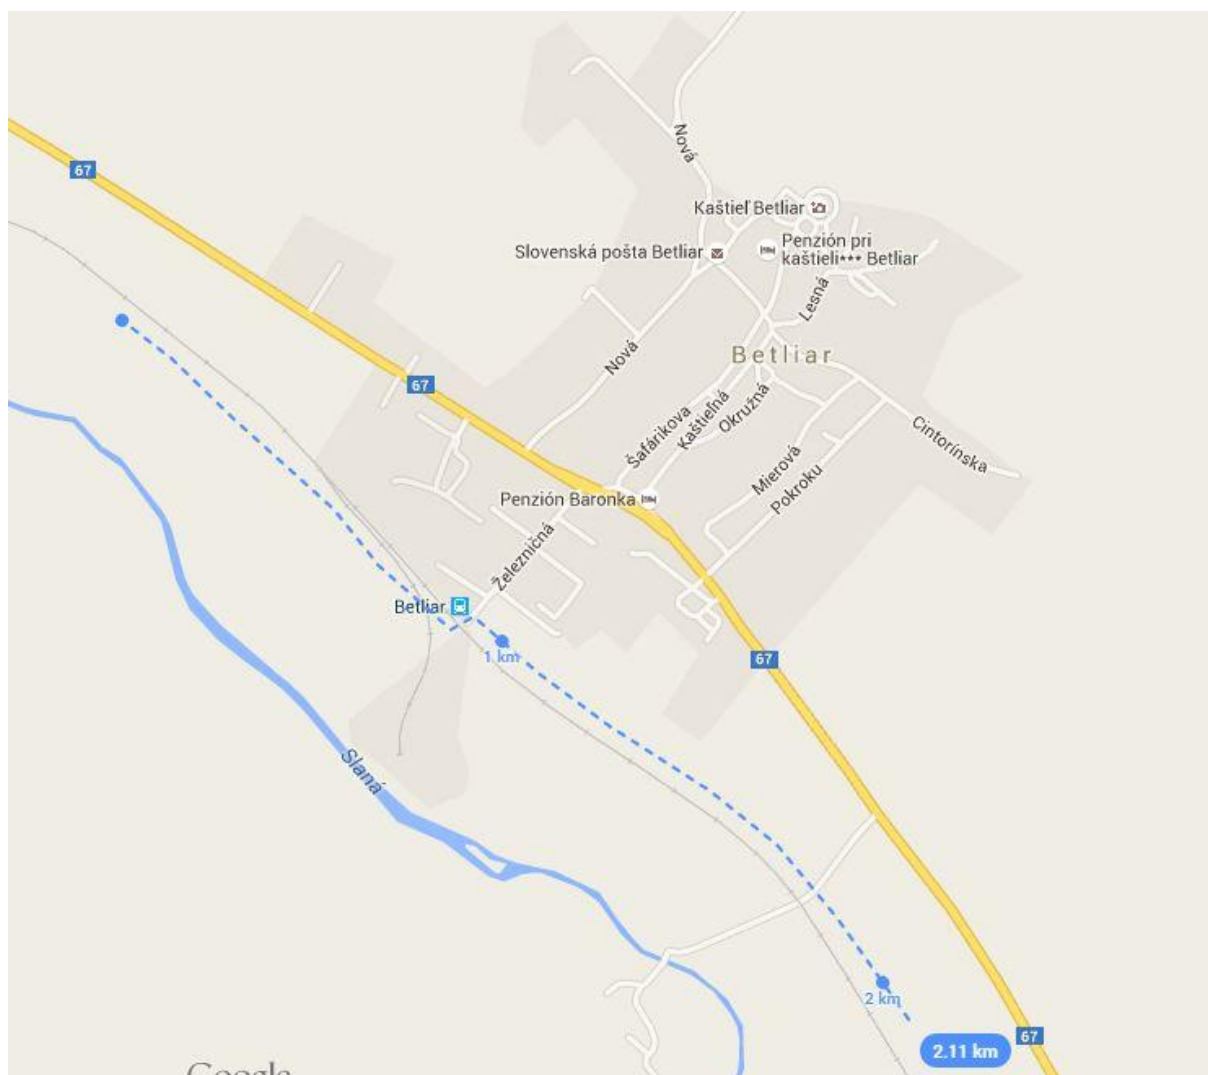 Nová
67
Kaštieľ Betliar
Slovenská pošta Betliar
Penzión pri
kaštieli*** Betliar
Lesná
Nová
Betliar
67
Šafárikova
Kaštieľná
Okružná
Cintorínska
Mierová
Pokroku
Penzión Baronka
Železničná
Betliar
1 km
67
Slaná
2 km
67
2.11 km
Google